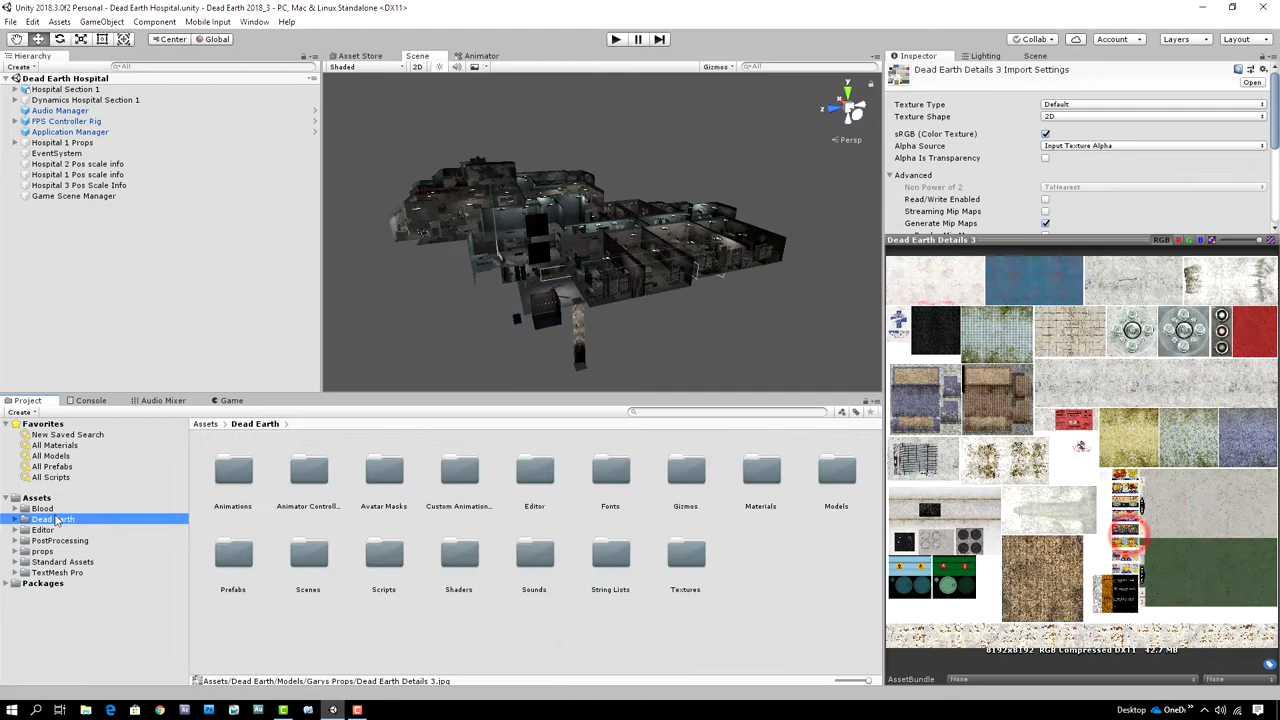 Unity 2018.3.0f2 Personal - Dead Earth Hospital.unity - Dead Earth 2018_3 - PC, Mac & Linux Standalone <DX11>
File Edit Assets GameObject Component Mobile Input Window Help
Center Global Collab Account Layers Layout
Hierarchy
Create All
Dead Earth Hospital
Hospital Section 1
Dynamics Hospital Section 1
Audio Manager
FPS Controller Rig
Application Manager
Hospital 1 Props
EventSystem
Hospital 2 Pos scale info
Hospital 1 Pos scale info
Hospital 3 Pos Scale Info
Game Scene Manager
Asset Store Scene Animator
Shaded 2D Gizmos All
y
x
z
Persp
Inspector Lighting Scene
Dead Earth Details 3 Import Settings
Open
Texture Type Default
Texture Shape 2D
sRGB (Color Texture)
Alpha Source Input Texture Alpha
Alpha Is Transparency
Advanced
Non Power of 2 ToNearest
Read/Write Enabled
Streaming Mip Maps
Generate Mip Maps
Dead Earth Details 3 RGB R G B
8192x8192 RGB Compressed DXT1 42.7 MB
AssetBundle None None
Project Console Audio Mixer Game
Create
Favorites
New Saved Search
All Materials
All Models
All Prefabs
All Scripts
Assets
Blood
Dead Earth
Editor
PostProcessing
props
Standard Assets
TextMesh Pro
Packages
Assets Dead Earth
Animations Animator Controll... Avatar Masks Custom Animation... Editor Fonts Gizmos Materials Models
Prefabs Scenes Scripts Shaders Sounds String Lists Textures
Assets/Dead Earth/Models/Garys Props/Dead Earth Details 3.jpg
Desktop OneDi